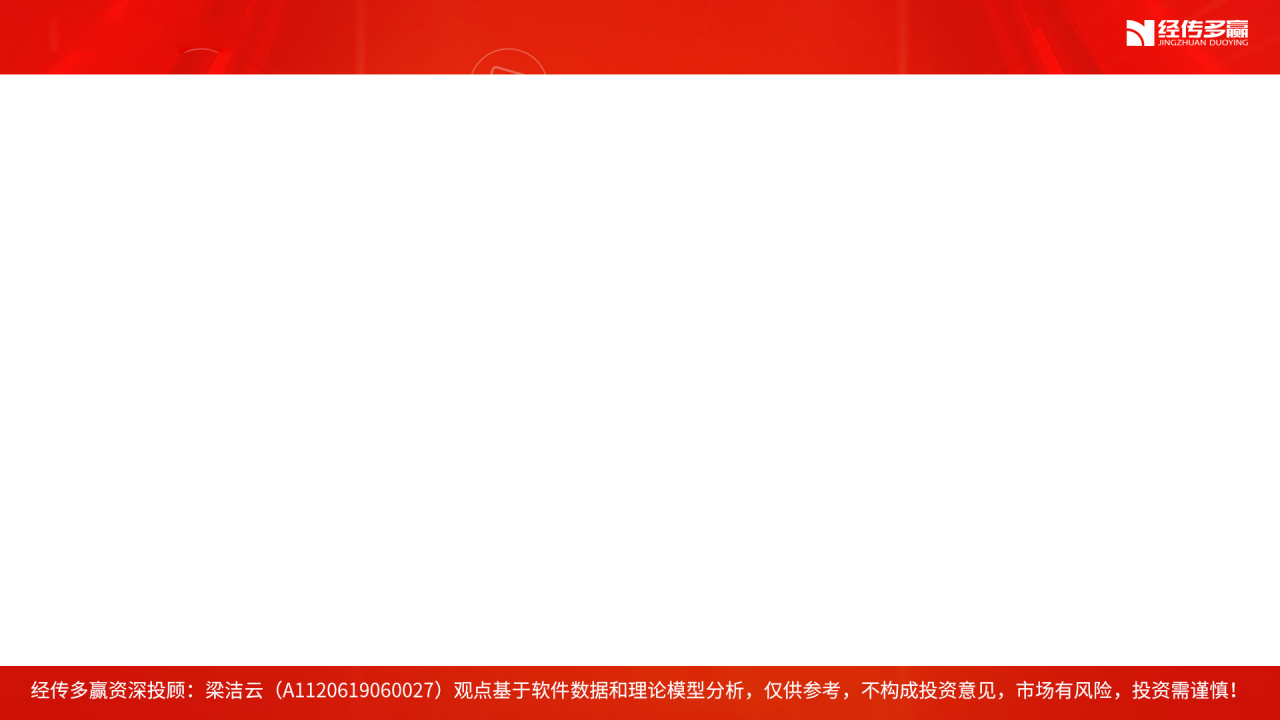 经传多赢
JINGZHUAN DUOYING
经传多赢资深投顾：梁洁云（A1120619060027）观点基于软件数据和理论模型分析，仅供参考，不构成投资意见，市场有风险，投资需谨慎！